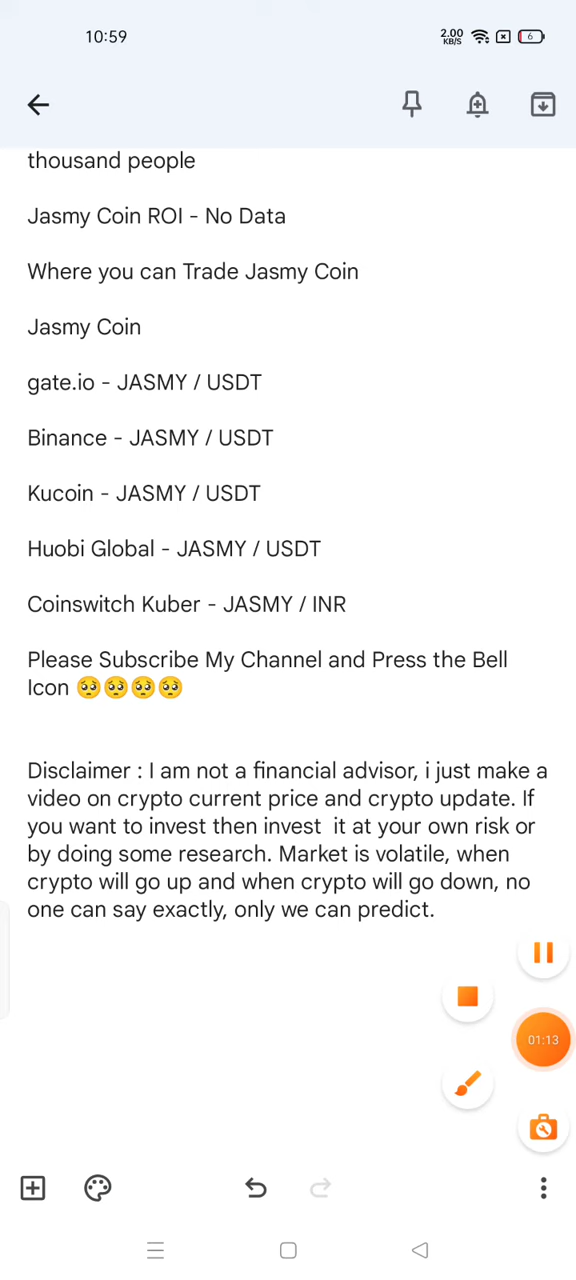 10:59
2.00
KB/S
6
thousand people
Jasmy Coin ROI - No Data
Where you can Trade Jasmy Coin
Jasmy Coin
gate.io - JASMY / USDT
Binance - JASMY / USDT
Kucoin - JASMY / USDT
Huobi Global - JASMY / USDT
Coinswitch Kuber - JASMY / INR
Please Subscribe My Channel and Press the Bell
Icon 🥺🥺🥺🥺
Disclaimer : I am not a financial advisor, i just make a
video on crypto current price and crypto update. If
you want to invest then invest  it at your own risk or
by doing some research. Market is volatile, when
crypto will go up and when crypto will go down, no
one can say exactly, only we can predict.
01:13